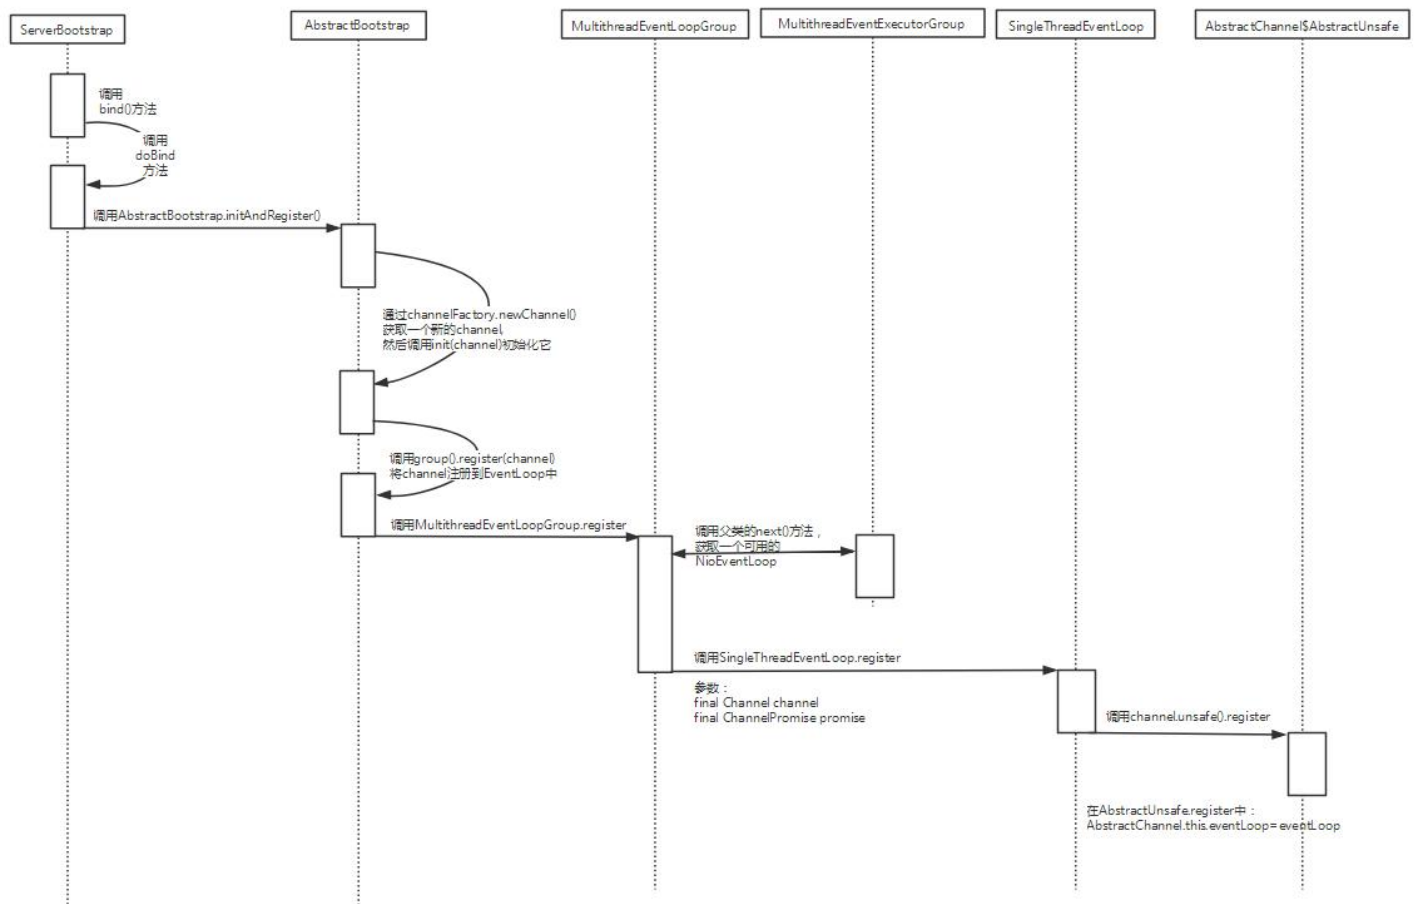 ServerBootstrap
AbstractBootstrap
MultithreadEventLoopGroup
MultithreadEventExecutorGroup
SingleThreadEventLoop
AbstractChannel$AbstractUnsafe
调用
bind()方法
调用
doBind
方法
调用AbstractBootstrap.initAndRegister()
通过channelFactory.newChannel()
获取一个新的channel,
然后调用init(channel)初始化它
调用group().register(channel)
将channel注册到EventLoop中
调用MultithreadEventLoopGroup.register
调用父类的next()方法，
获取一个可用的
NioEventLoop
调用SingleThreadEventLoop.register
参数：
final Channel channel
final ChannelPromise promise
调用channel.unsafe().register
在AbstractUnsafe.register中：
AbstractChannel.this.eventLoop=eventLoop